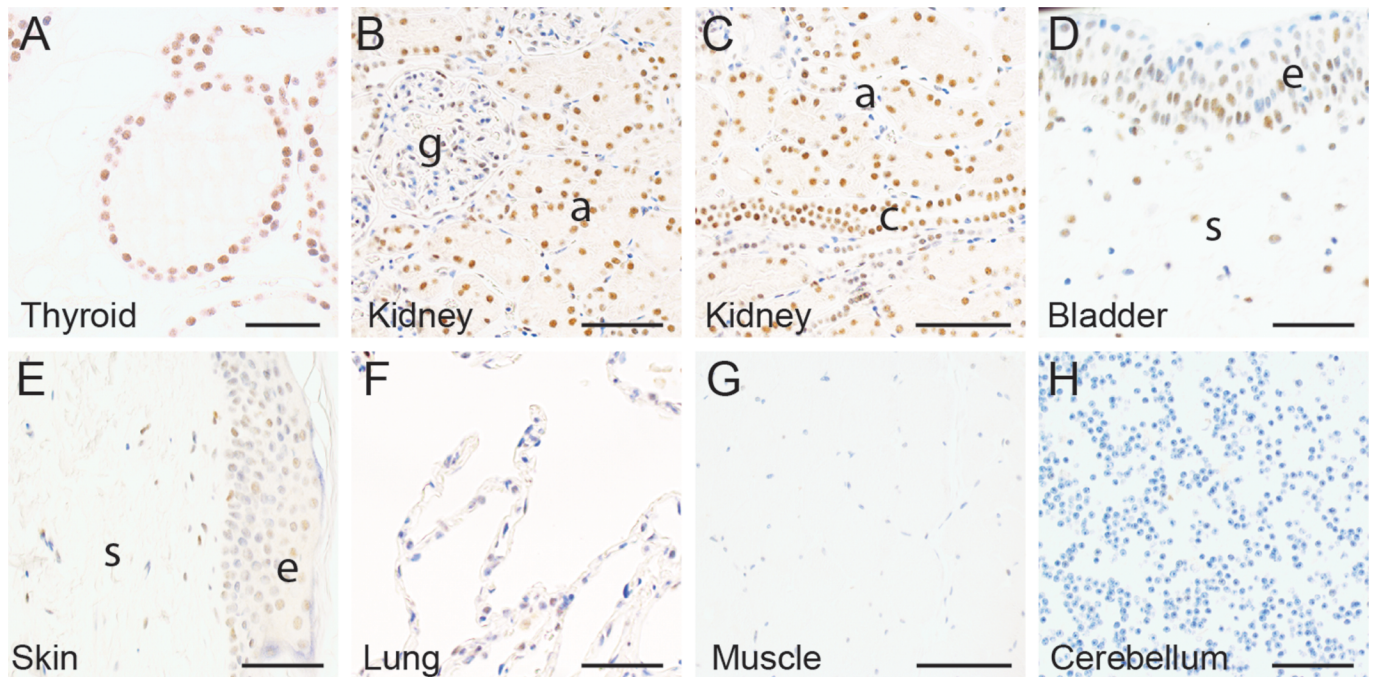 A
B
C
D
g
a
a
c
e
s
Thyroid
Kidney
Kidney
Bladder
E
F
G
H
s
e
Skin
Lung
Muscle
Cerebellum